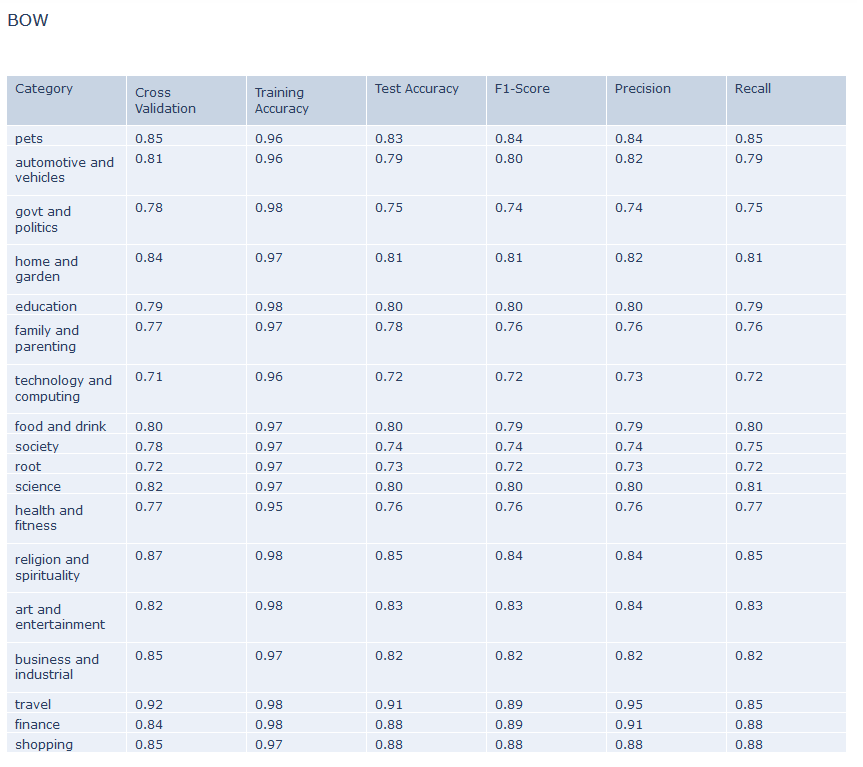 BOW
Category Cross Validation Training Accuracy Test Accuracy F1-Score Precision Recall
pets 0.85 0.96 0.83 0.84 0.84 0.85
automotive and vehicles 0.81 0.96 0.79 0.80 0.82 0.79
govt and politics 0.78 0.98 0.75 0.74 0.74 0.75
home and garden 0.84 0.97 0.81 0.81 0.82 0.81
education 0.79 0.98 0.80 0.80 0.80 0.79
family and parenting 0.77 0.97 0.78 0.76 0.76 0.76
technology and computing 0.71 0.96 0.72 0.72 0.73 0.72
food and drink 0.80 0.97 0.80 0.79 0.79 0.80
society 0.78 0.97 0.74 0.74 0.74 0.75
root 0.72 0.97 0.73 0.72 0.73 0.72
science 0.82 0.97 0.80 0.80 0.80 0.81
health and fitness 0.77 0.95 0.76 0.76 0.76 0.77
religion and spirituality 0.87 0.98 0.85 0.84 0.84 0.85
art and entertainment 0.82 0.98 0.83 0.83 0.84 0.83
business and industrial 0.85 0.97 0.82 0.82 0.82 0.82
travel 0.92 0.98 0.91 0.89 0.95 0.85
finance 0.84 0.98 0.88 0.89 0.91 0.88
shopping 0.85 0.97 0.88 0.88 0.88 0.88